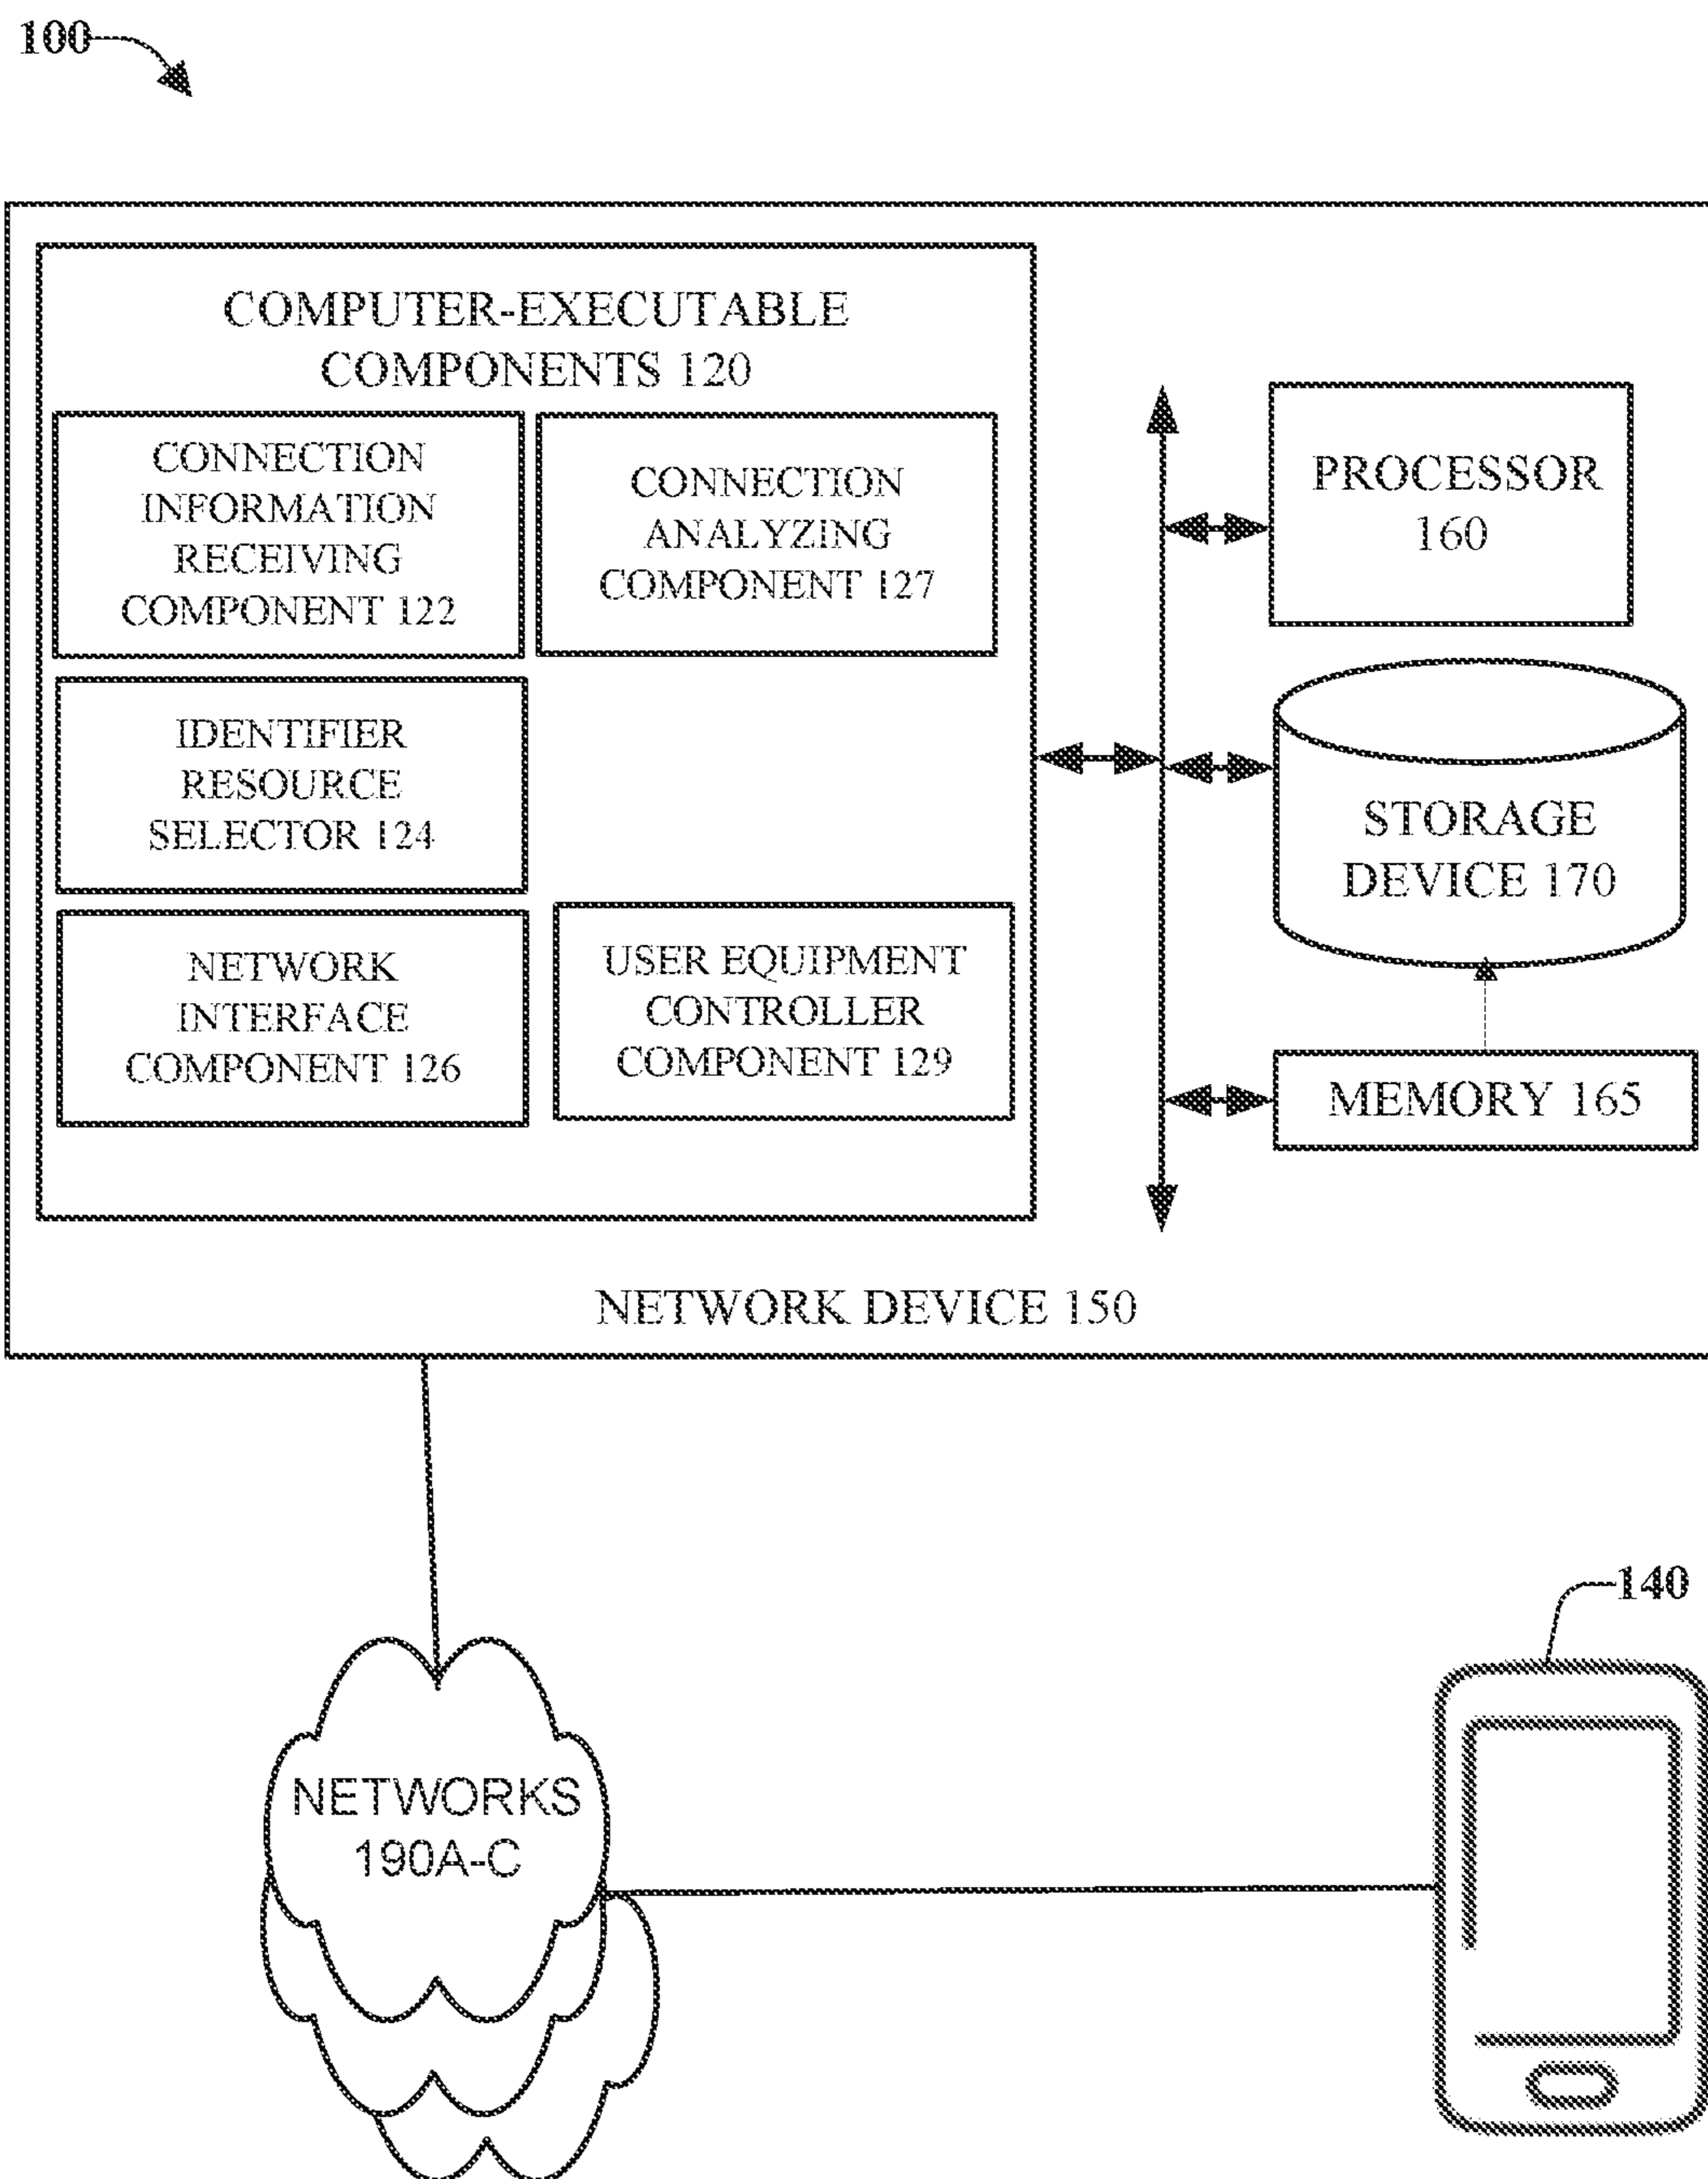 100
COMPUTER-EXECUTABLE
COMPONENTS 120
CONNECTION
INFORMATION
RECEIVING
COMPONENT 122
CONNECTION
ANALYZING
COMPONENT 127
IDENTIFIER
RESOURCE
SELECTOR 124
NETWORK
INTERFACE
COMPONENT 126
USER EQUIPMENT
CONTROLLER
COMPONENT 129
PROCESSOR
160
STORAGE
DEVICE 170
MEMORY 165
NETWORK DEVICE 150
NETWORKS
190A-C
140